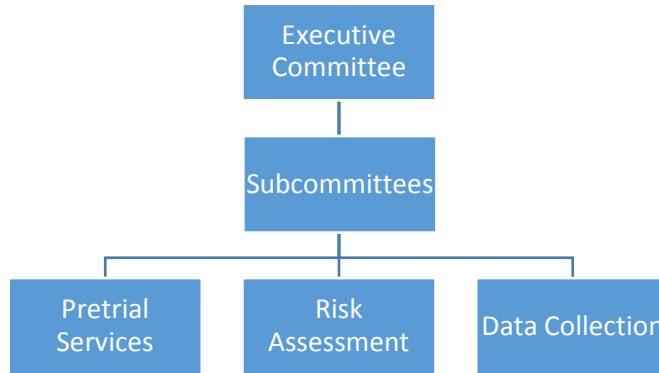 Executive
Committee
Subcommittees
Pretrial
Services
Risk
Assessment
Data Collection